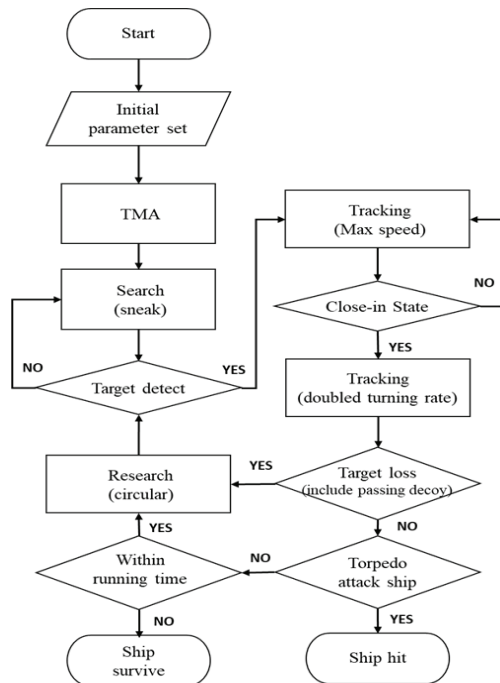 Start
Initial
parameter set
TMA
Search
(sneak)
NO
Target detect
YES
Tracking
(Max speed)
NO
Close-in State
YES
Tracking
(doubled turning rate)
Target loss
(include passing decoy)
YES
NO
Research
(circular)
YES
Torpedo
attack ship
NO
YES
Within
running time
NO
Ship
survive
Ship hit